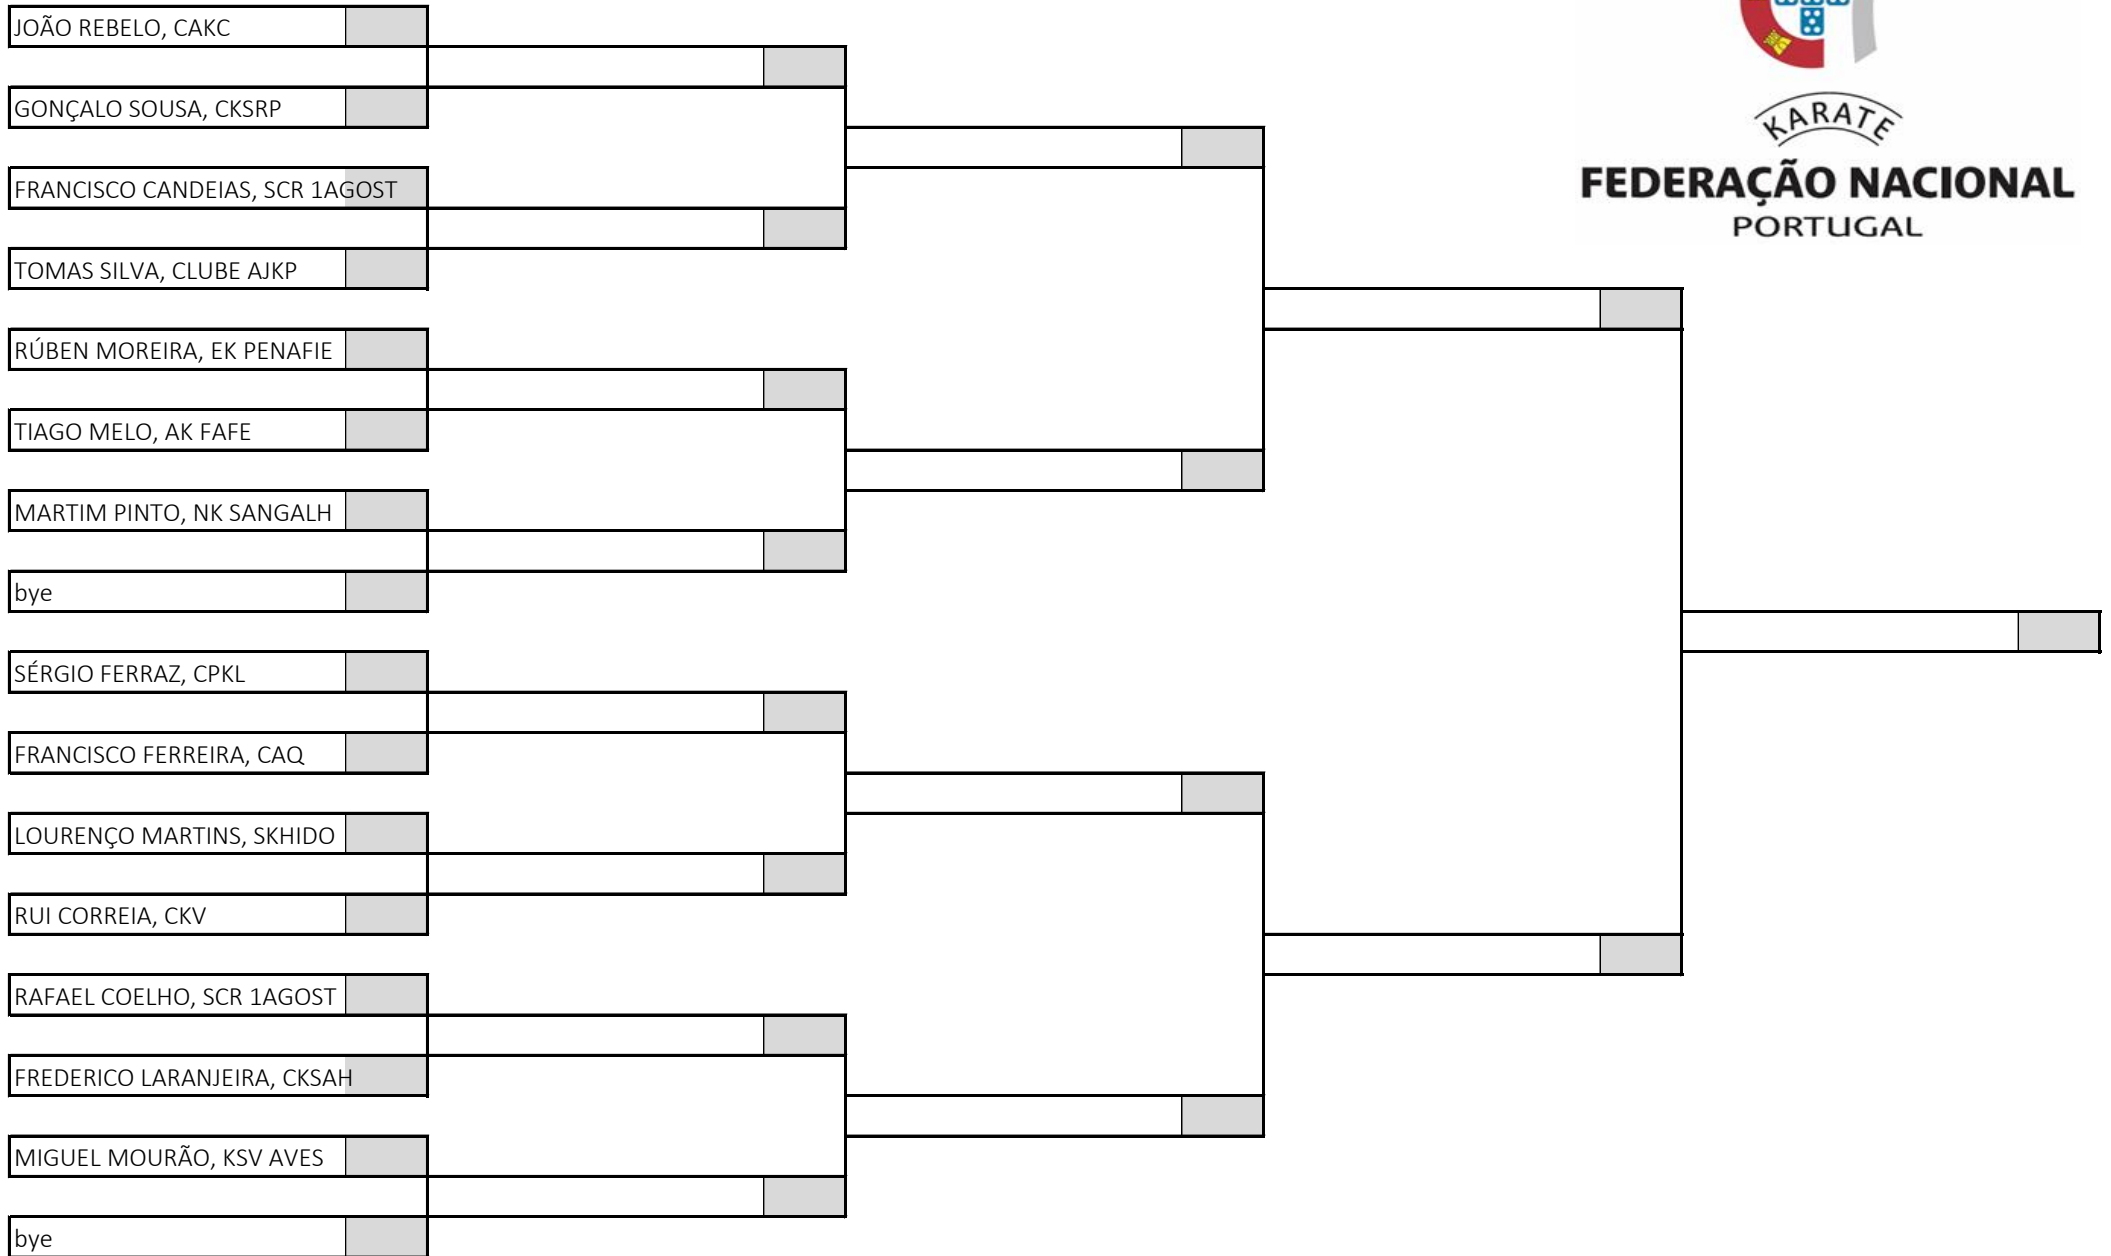 JOÃO REBELO, CAKC
GONÇALO SOUSA, CKSRP
FRANCISCO CANDEIAS, SCR 1AGOST
TOMAS SILVA, CLUBE AJKP
RÚBEN MOREIRA, EK PENAFIE
TIAGO MELO, AK FAFE
MARTIM PINTO, NK SANGALH
bye
SÉRGIO FERRAZ, CPKL
FRANCISCO FERREIRA, CAQ
LOURENÇO MARTINS, SKHIDO
RUI CORREIA, CKV
RAFAEL COELHO, SCR 1AGOST
FREDERICO LARANJEIRA, CKSAH
MIGUEL MOURÃO, KSV AVES
bye
KARATE
FEDERAÇÃO NACIONAL
PORTUGAL